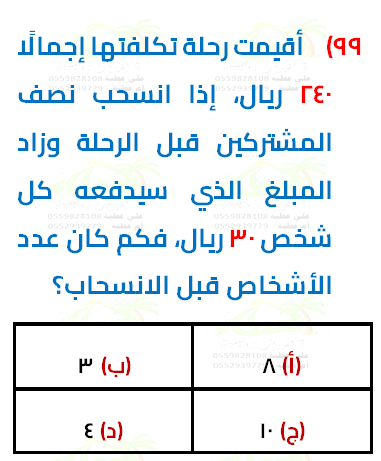 ٩٩) أقيمت رحلة تكلفتها إجمالًا
٢٤٠ ريال، إذا انسحب نصف
المشتركين قبل الرحلة وزاد
المبلغ الذي سيدفعه كل
شخص ٣٠ ريال، فكم كان عدد
الأشخاص قبل الانسحاب؟
(أ) ٨
(ب) ٣
(ج) ١٠
(د) ٤